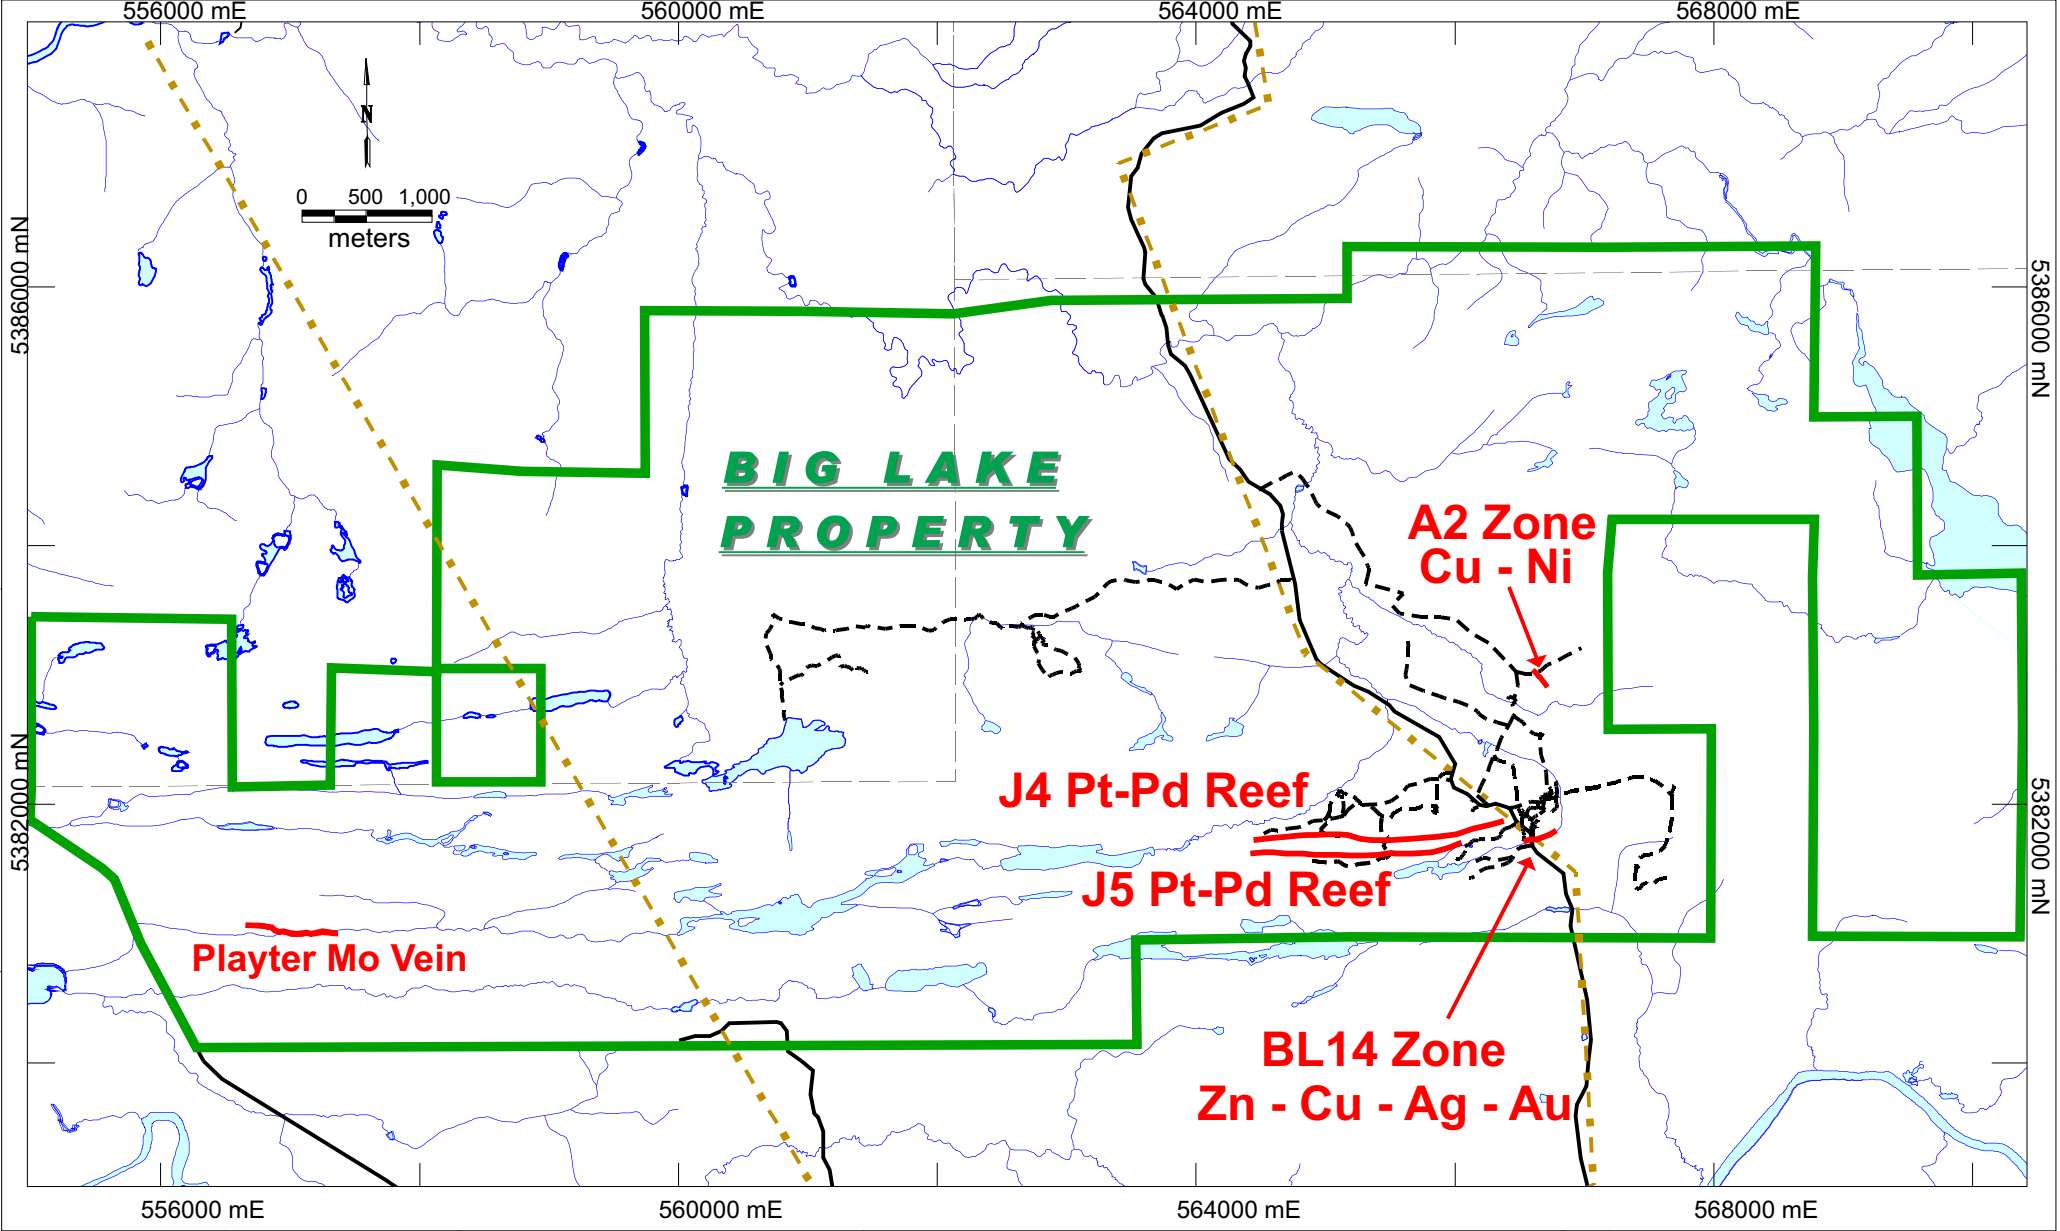 556000 mE
560000 mE
564000 mE
568000 mE
N
0 500 1,000
meters
5386000 mN
5386000 mN
BIG LAKE
PROPERTY
A2 Zone
Cu - Ni
5382000 mN
5382000 mN
J4 Pt-Pd Reef
J5 Pt-Pd Reef
Playter Mo Vein
BL14 Zone
Zn - Cu - Ag - Au
556000 mE
560000 mE
564000 mE
568000 mE